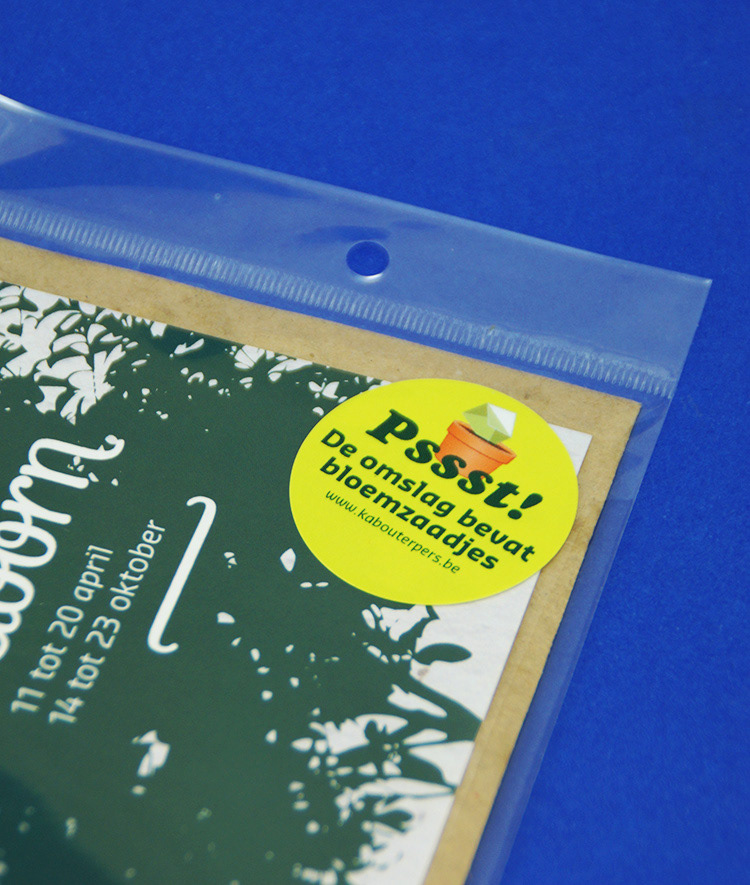 Pssst!
De omslag bevat
bloemzaadjes
www.kabouterpers.be
11 tot 20 april
14 tot 23 oktober